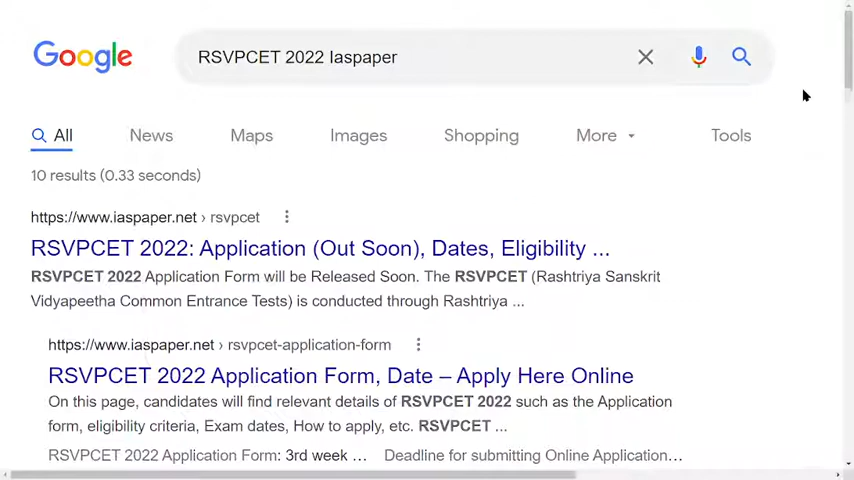 Google
RSVPCET 2022 Iaspaper
All News Maps Images Shopping More Tools
10 results (0.33 seconds)
https://www.iaspaper.net › rsvpcet
RSVPCET 2022: Application (Out Soon), Dates, Eligibility ...
RSVPCET 2022 Application Form will be Released Soon. The RSVPCET (Rashtriya Sanskrit
Vidyapeetha Common Entrance Tests) is conducted through Rashtriya ...
https://www.iaspaper.net › rsvpcet-application-form
RSVPCET 2022 Application Form, Date – Apply Here Online
On this page, candidates will find relevant details of RSVPCET 2022 such as the Application
form, eligibility criteria, Exam dates, How to apply, etc. RSVPCET ...
RSVPCET 2022 Application Form: 3rd week ... Deadline for submitting Online Application...